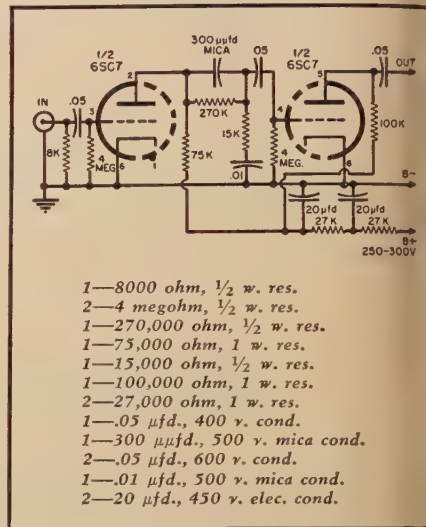 300 μμfd
MICA
.05
.05
1/2
6SC7
1/2
6SC7
2
5
OUT
IN
.05
3
270K
4
15K
100K
8K
4
MEG.
6
1
75K
.01
4
MEG.
6
B-
20μfd
20μfd
27K
27K
B+
250-300V
1—8000 ohm, 1/2 w. res.
2—4 megohm, 1/2 w. res.
1—270,000 ohm, 1/2 w. res.
1—75,000 ohm, 1 w. res.
1—15,000 ohm, 1/2 w. res.
1—100,000 ohm, 1 w. res.
2—27,000 ohm, 1 w. res.
1—.05 μfd., 400 v. cond.
1—300 μμfd., 500 v. mica cond.
2—.05 μfd., 600 v. cond.
1—.01 μfd., 500 v. mica cond.
2—20 μfd., 450 v. elec. cond.